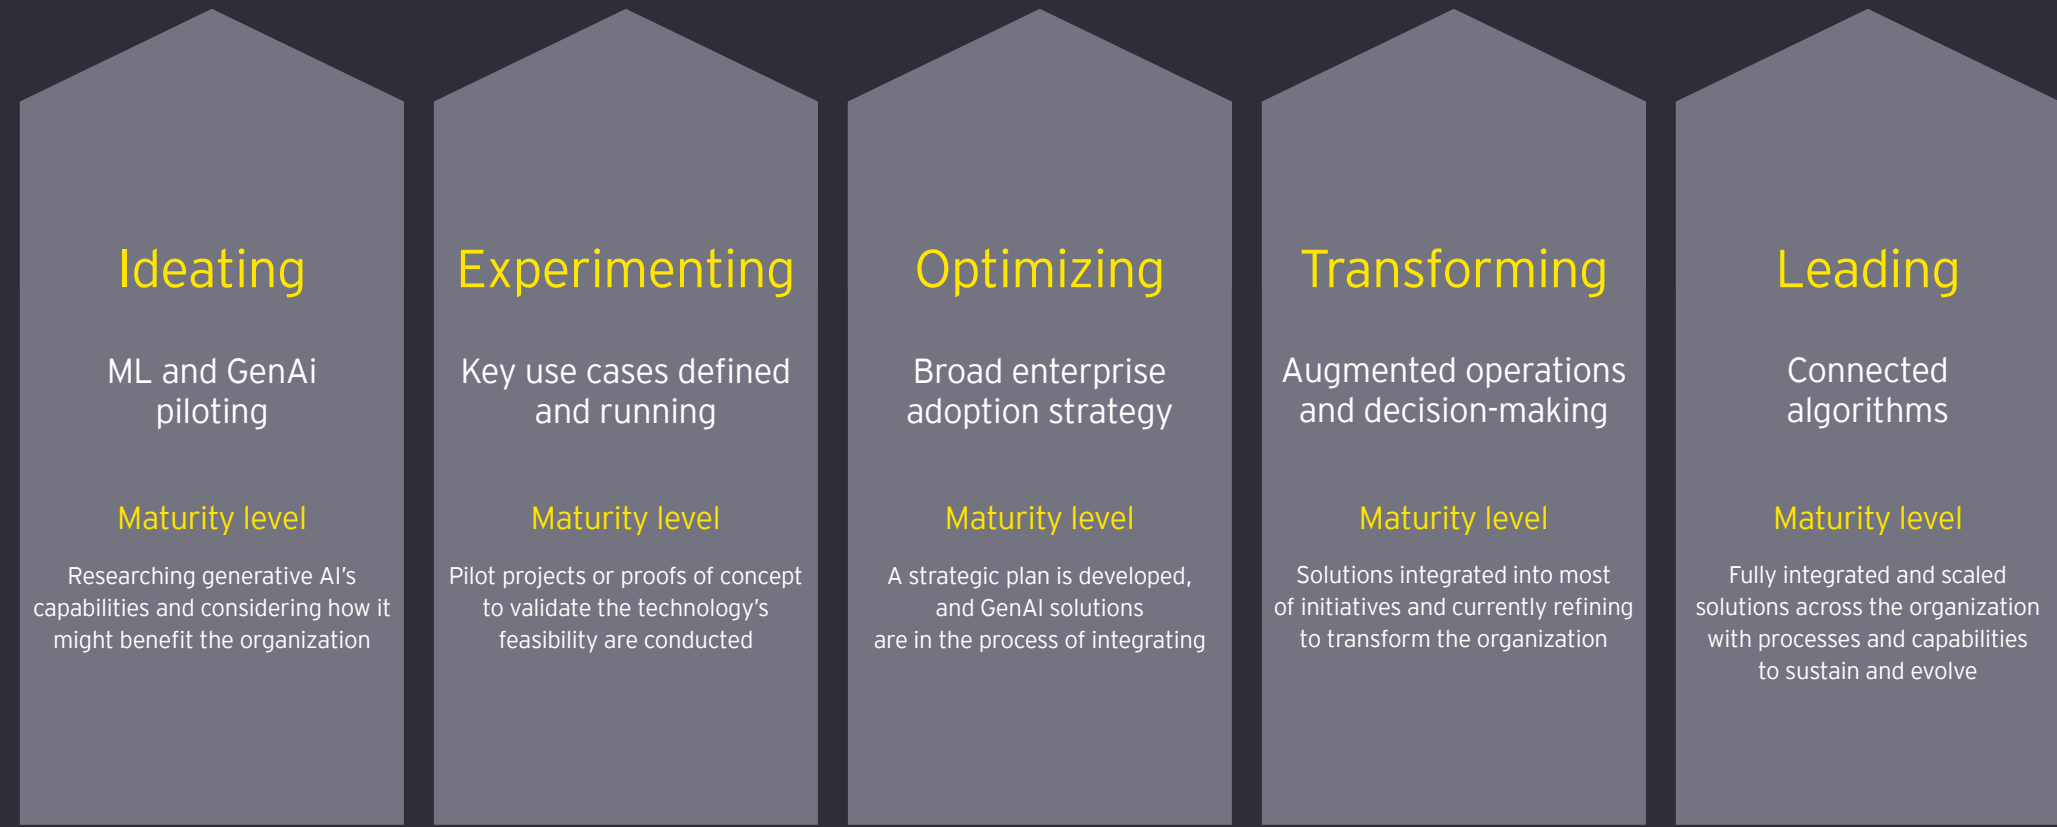 Ideating
ML and GenAi
piloting
Maturity level
Researching generative AI's
capabilities and considering how it
might benefit the organization
Experimenting
Key use cases defined
and running
Maturity level
Pilot projects or proofs of concept
to validate the technology's
feasibility are conducted
Optimizing
Broad enterprise
adoption strategy
Maturity level
A strategic plan is developed,
and GenAI solutions
are in the process of integrating
Transforming
Augmented operations
and decision-making
Maturity level
Solutions integrated into most
of initiatives and currently refining
to transform the organization
Leading
Connected
algorithms
Maturity level
Fully integrated and scaled
solutions across the organization
with processes and capabilities
to sustain and evolve